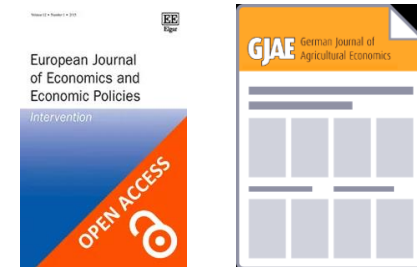 EE
Elgar
European Journal
of Economics and
Economic Policies
Intervention
OPEN ACCESS
GJAE
German Journal of
Agricultural Economics